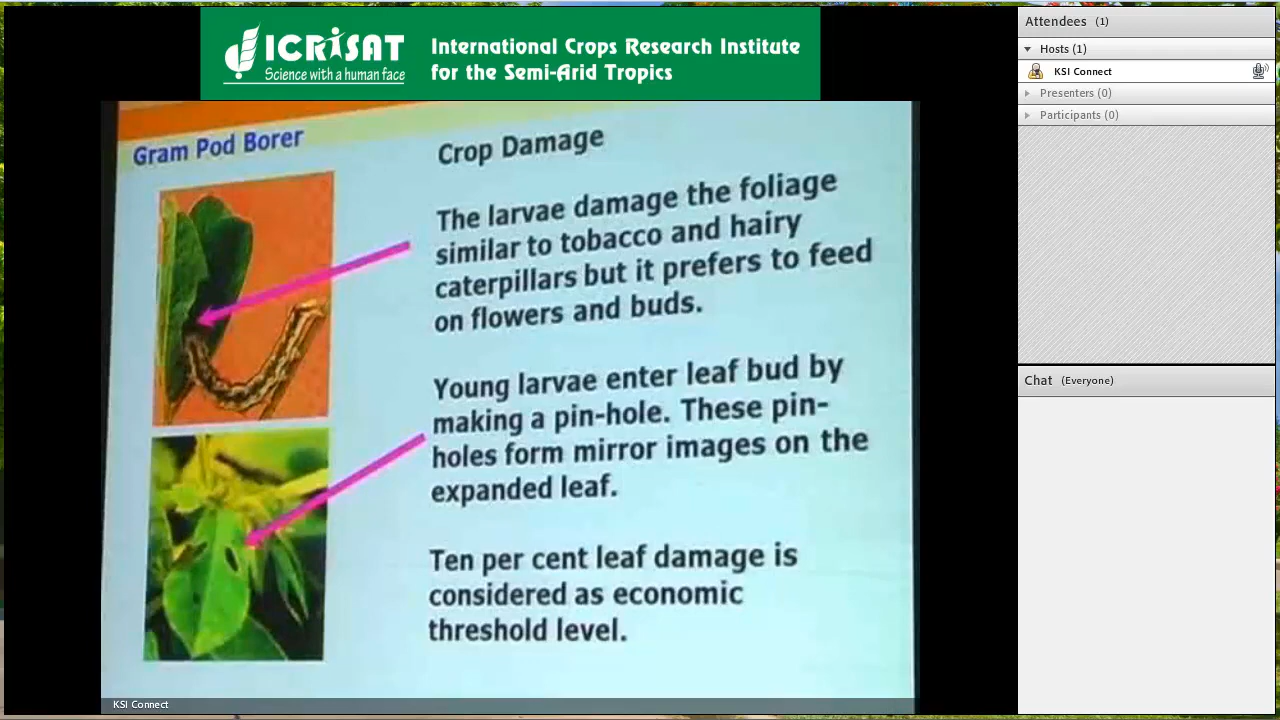 ICRISAT
Science with a human face
International Crops Research Institute
for the Semi-Arid Tropics
Gram Pod Borer
Crop Damage
The larvae damage the foliage
similar to tobacco and hairy
caterpillars but it prefers to feed
on flowers and buds.
Young larvae enter leaf bud by
making a pin-hole. These pin-
holes form mirror images on the
expanded leaf.
Ten per cent leaf damage is
considered as economic
threshold level.
KSI Connect
Attendees (1)
Hosts (1)
KSI Connect
Presenters (0)
Participants (0)
Chat (Everyone)